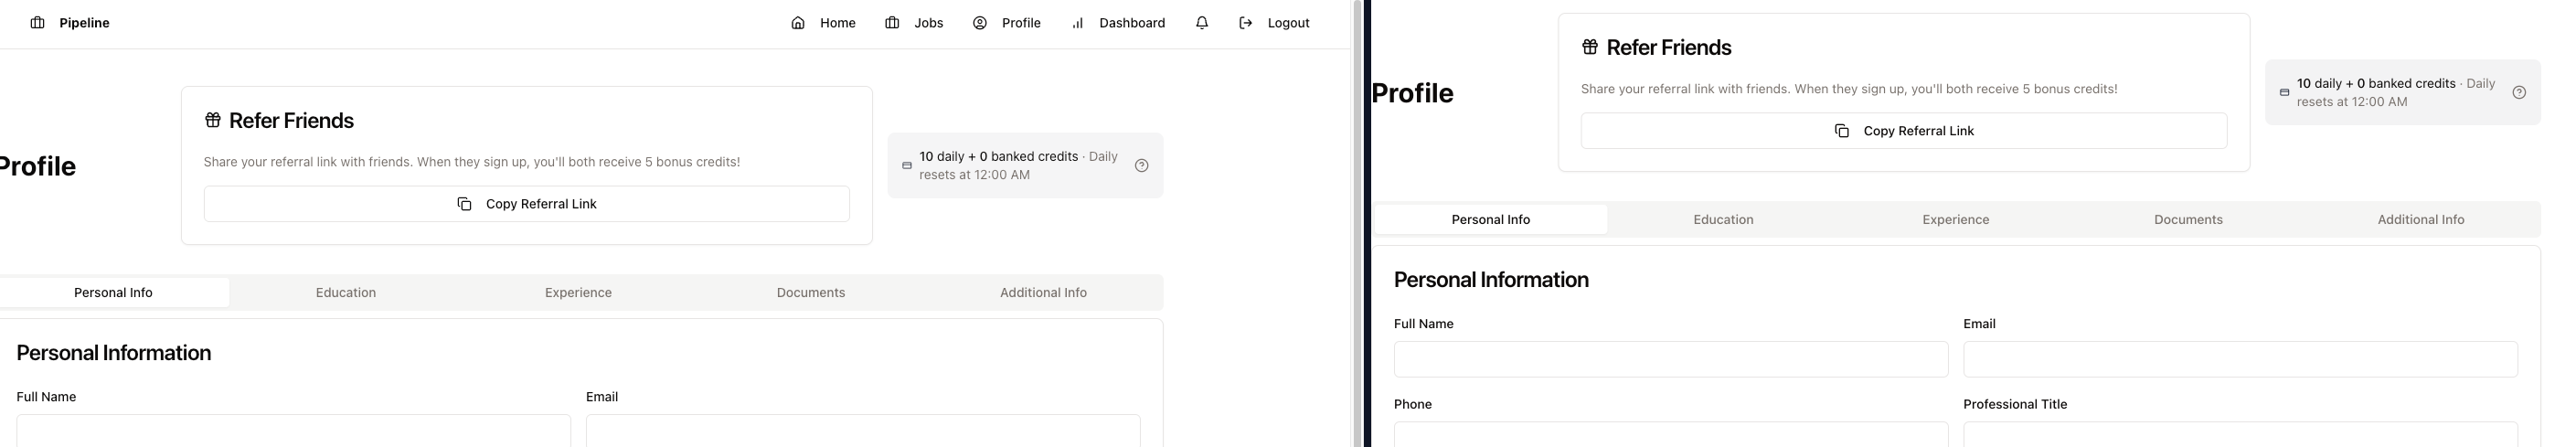 Pipeline
Home
Jobs
Profile
Dashboard
Logout
Profile
Refer Friends
Share your referral link with friends. When they sign up, you'll both receive 5 bonus credits!
Copy Referral Link
10 daily + 0 banked credits · Daily
resets at 12:00 AM
Personal Info
Education
Experience
Documents
Additional Info
Personal Information
Full Name
Email
Profile
Refer Friends
Share your referral link with friends. When they sign up, you'll both receive 5 bonus credits!
Copy Referral Link
10 daily + 0 banked credits · Daily
resets at 12:00 AM
Personal Info
Education
Experience
Documents
Additional Info
Personal Information
Full Name
Email
Phone
Professional Title